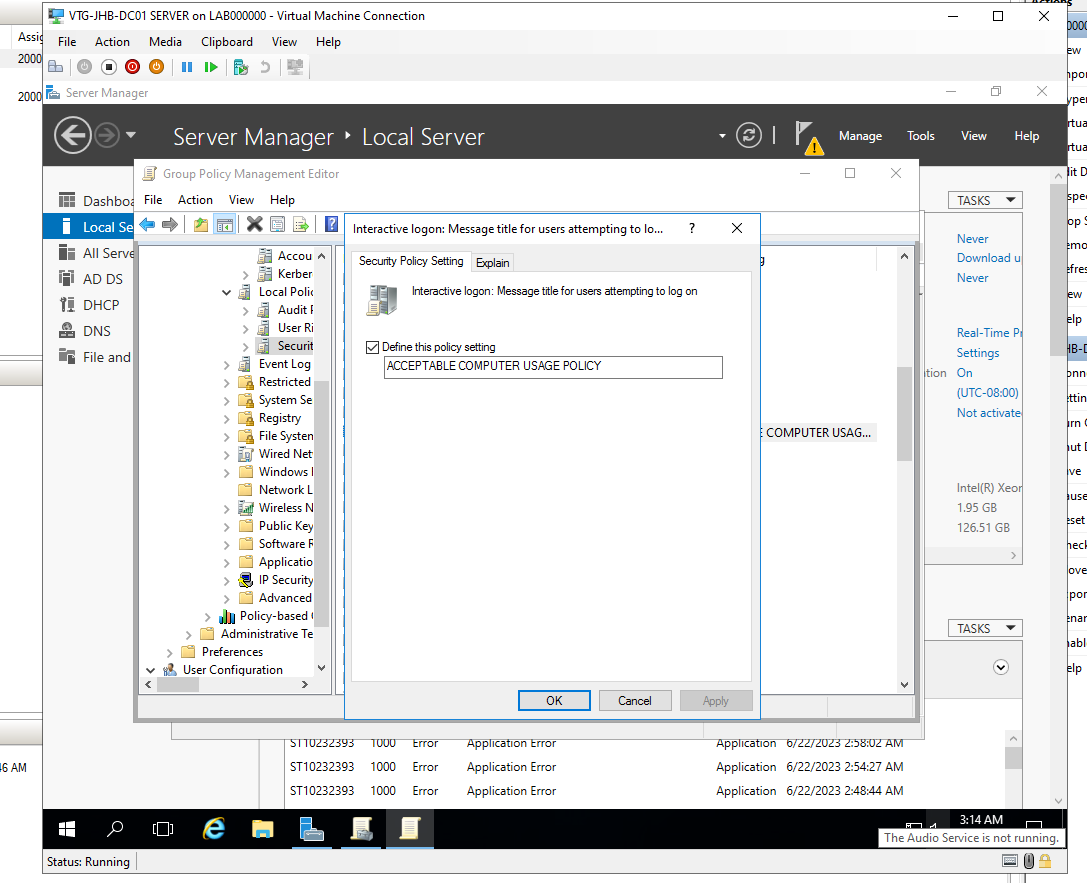 VTG-JHB-DC01 SERVER on LAB000000 - Virtual Machine Connection
File Action Media Clipboard View Help
Server Manager
Server Manager ‣ Local Server
Manage Tools View Help
Group Policy Management Editor
File Action View Help
Dashboa
Local Se
All Serve
AD DS
DHCP
DNS
File and
Accou
Kerber
Local Polic
Audit P
User Ri
Securit
Event Log
Restricted
System Se
Registry
File System
Wired Net
Windows
Network L
Wireless N
Public Key
Software R
Applicatio
IP Security
Advanced
Policy-based
Administrative Te
Preferences
User Configuration
Interactive logon: Message title for users attempting to lo...
?
Security Policy Setting
Explain
Interactive logon: Message title for users attempting to log on
Define this policy setting
ACCEPTABLE COMPUTER USAGE POLICY
OK
Cancel
Apply
E COMPUTER USAG...
TASKS
Never
Download u
Never
Real-Time Pr
Settings
On
(UTC-08:00)
Not activated
Intel(R) Xeon
1.95 GB
126.51 GB
TASKS
ST10232393 1000 Error Application Error Application 6/22/2023 2:58:02 AM
ST10232393 1000 Error Application Error Application 6/22/2023 2:54:27 AM
ST10232393 1000 Error Application Error Application 6/22/2023 2:48:44 AM
3:14 AM
The Audio Service is not running.
Status: Running
Assig
2000
2000
46 AM